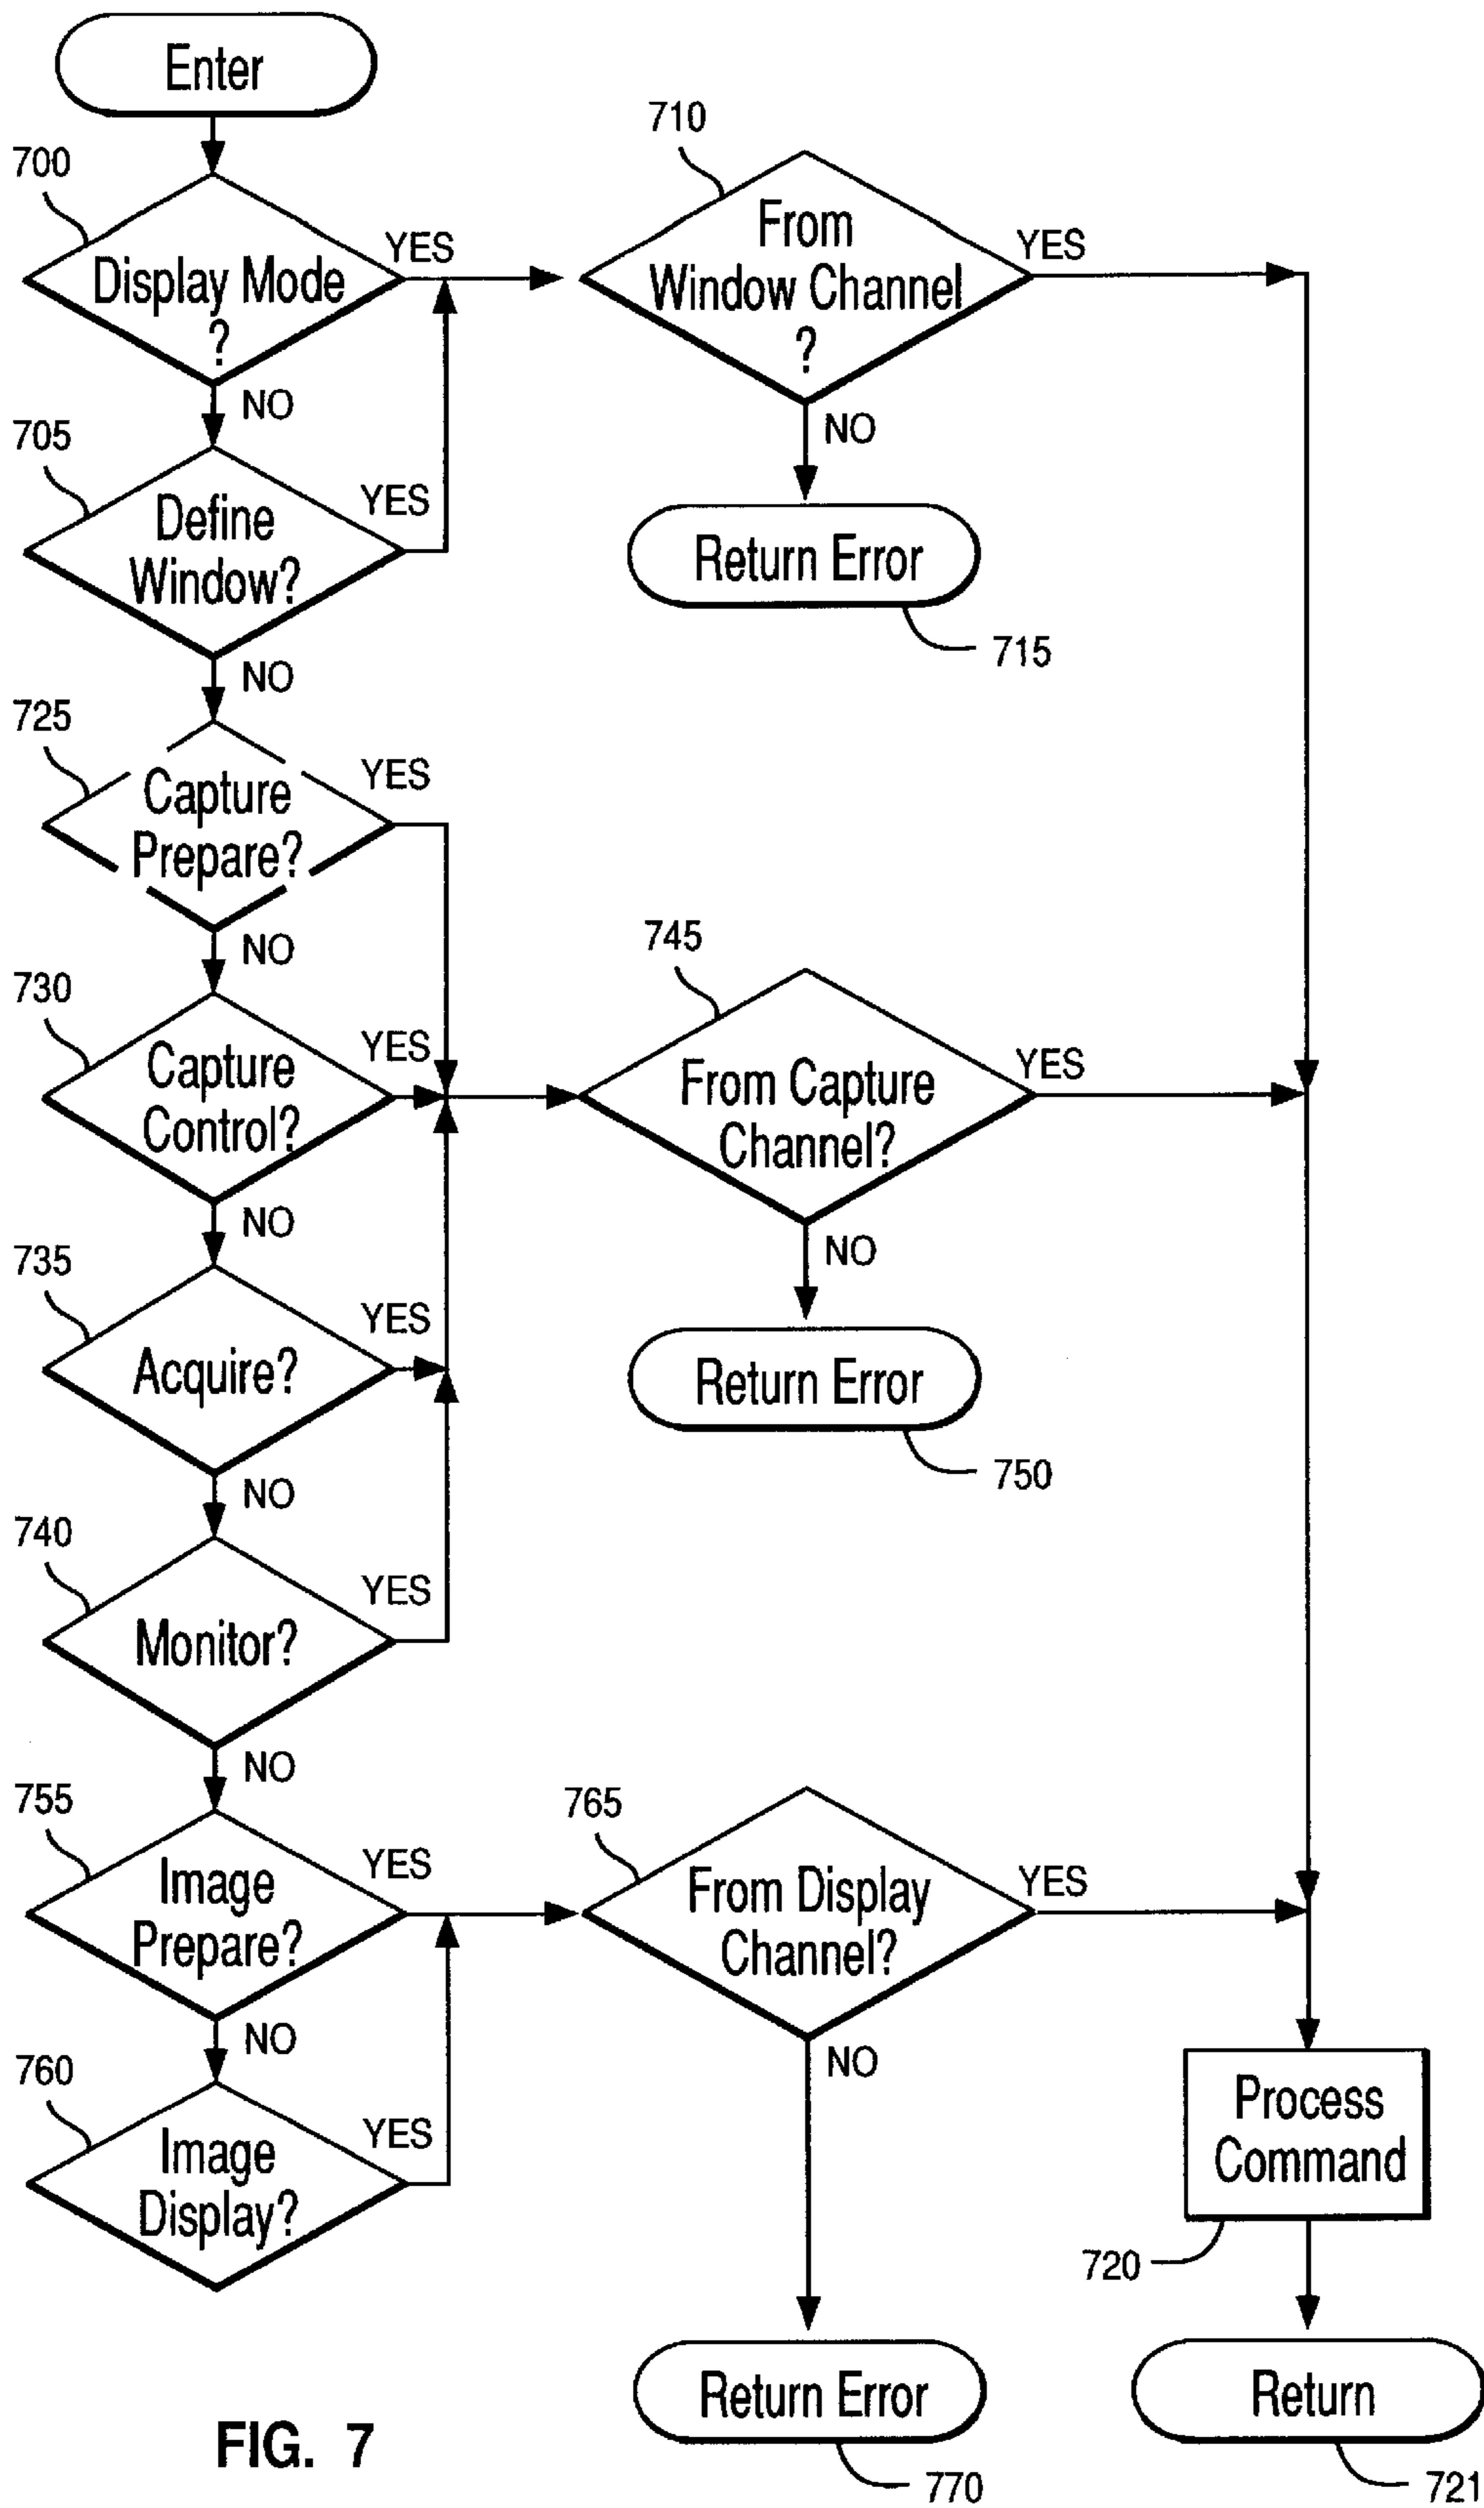 Enter
700
Display Mode
?
YES
NO
710
From
Window Channel
?
YES
NO
Return Error
715
705
Define
Window?
YES
NO
725
Capture
Prepare?
YES
NO
730
Capture
Control?
YES
NO
745
From Capture
Channel?
YES
NO
Return Error
750
735
Acquire?
YES
NO
740
Monitor?
YES
NO
755
Image
Prepare?
YES
NO
765
From Display
Channel?
YES
NO
760
Image
Display?
YES
Process
Command
720
Return Error
770
Return
721
FIG. 7